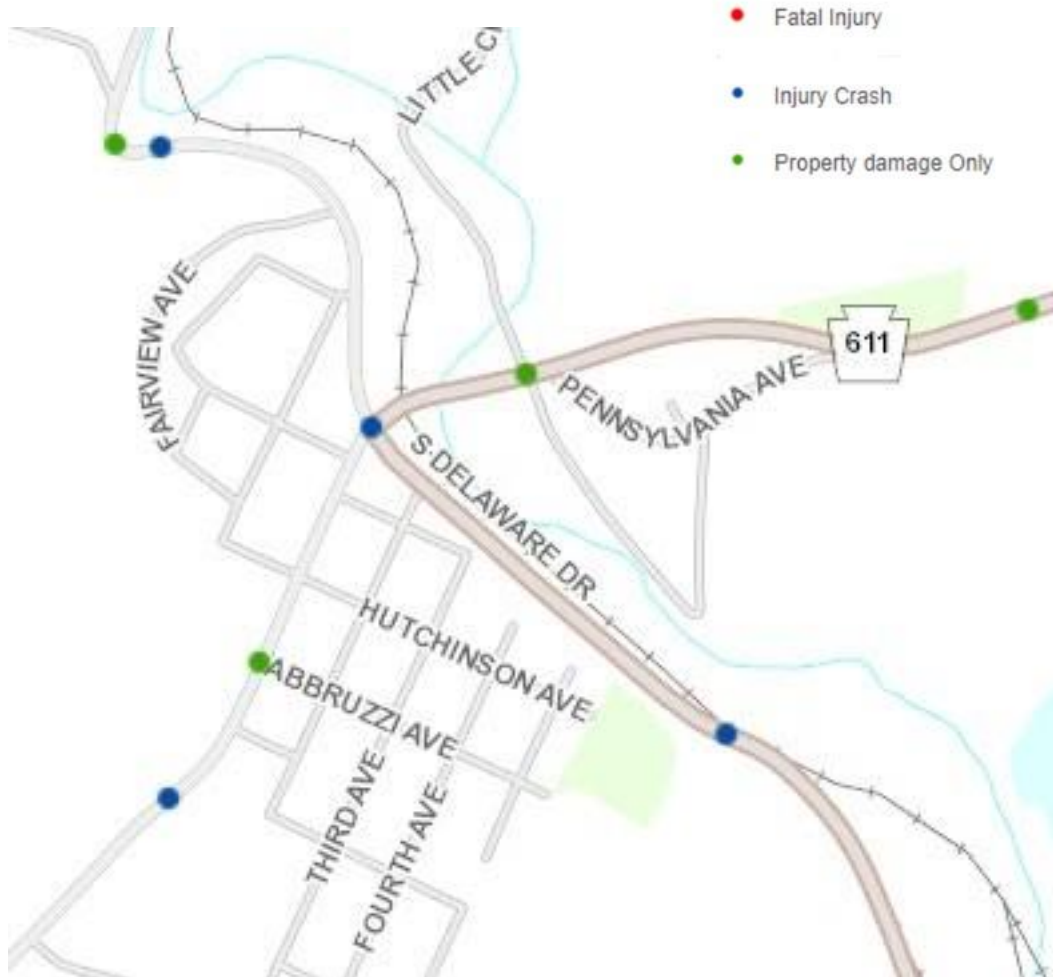 Fatal Injury
LITTLE
Injury Crash
Property damage Only
FAIRVIEW AVE
611
PENNSYLVANIA AVE
S DELAWARE DR
HUTCHINSON AVE
ABBRUZZI AVE
THIRD AVE
FOURTH AVE